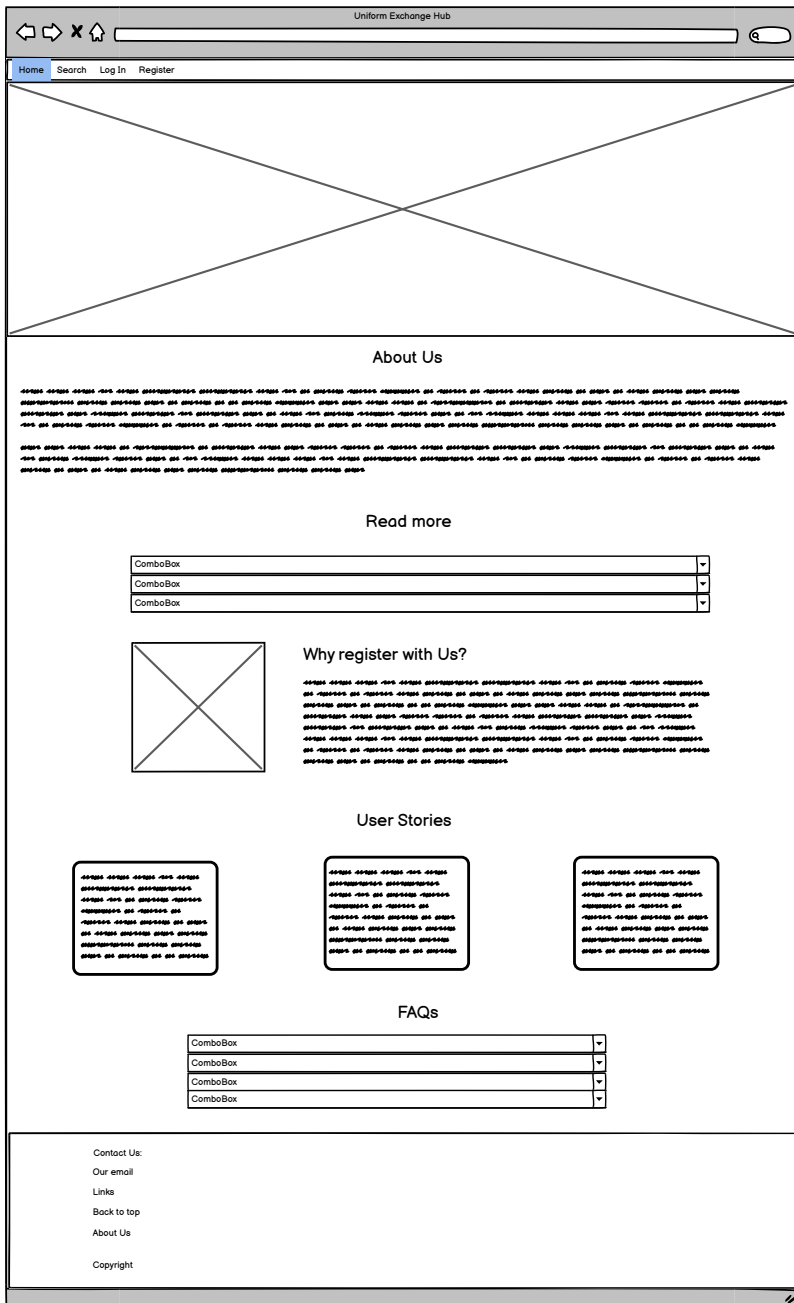 Uniform Exchange Hub
Home Search Log In Register
About Us
Read more
ComboBox
ComboBox
ComboBox
Why register with Us?
User Stories
FAQs
ComboBox
ComboBox
ComboBox
ComboBox
Contact Us:
Our email
Links
Back to top
About Us
Copyright